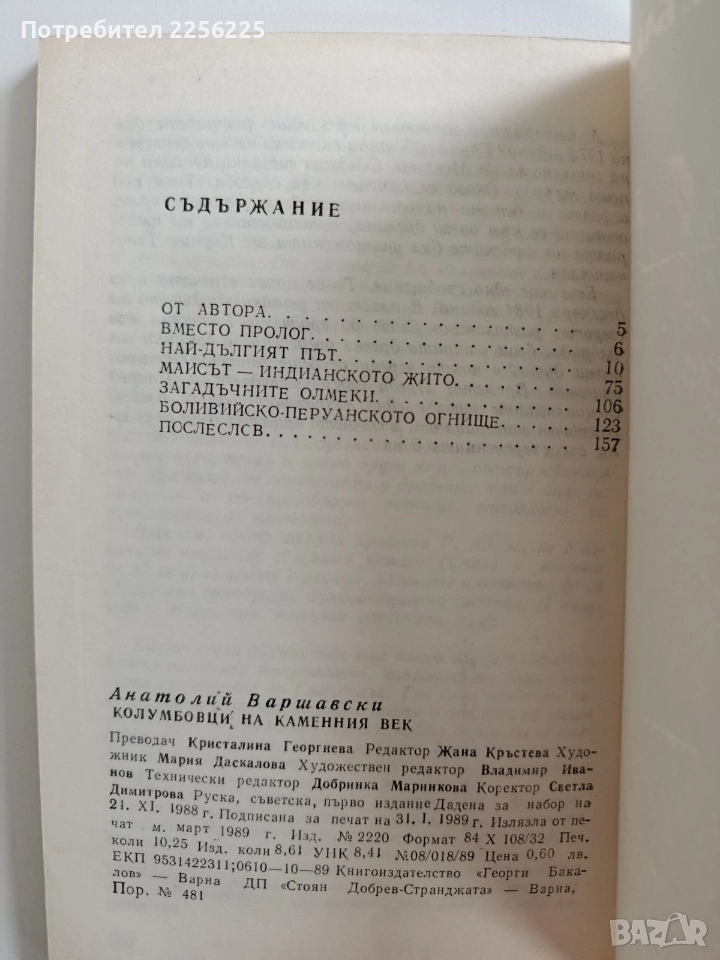 Потребител 2256225
СЪДЪРЖАНИЕ
ОТ АВТОРА. . . . . . . . . . . . . . . . 5
ВМЕСТО ПРОЛОГ. . . . . . . . . . . . . . 6
НАЙ-ДЪЛГИЯТ ПЪТ. . . . . . . . . . . . . 10
МАИСЪТ — ИНДИАНСКОТО ЖИТО. . . . . . . . 75
ЗАГАДЪЧНИТЕ ОЛМЕКИ. . . . . . . . . . . 106
БОЛИВИЙСКО-ПЕРУАНСКОТО ОГНИЩЕ. . . . . . 123
ПОСЛЕСЛСВ. . . . . . . . . . . . . . . . 157
Анатолий Варшавски
КОЛУМБОВЦИ НА КАМЕННИЯ ВЕК
Преводач Кристалина Георгиева Редактор Жана Кръстева Худо-
жник Мария Даскалова Художествен редактор Владимир Ива-
нов Технически редактор Добринка Маринкова Коректор Светла
Димитрова Руска, съветска, първо издание Дадена за набор на
21. XI. 1988 г. Подписана за печат на 31. I. 1989 г. Излязла от пе-
чат м. март 1989 г. Изд. № 2220 Формат 84 Х 108/32 Печ.
коли 10,25 Изд. коли 8,61 УИК 8,41 №08/018/89 Цена 0,60 лв.
ЕКП 9531422311;0610—10—89 Книгоиздателство «Георги Бака-
лов» — Варна ДП «Стоян Добрев-Странджата» — Варна,
Пор. № 481
BAZAR